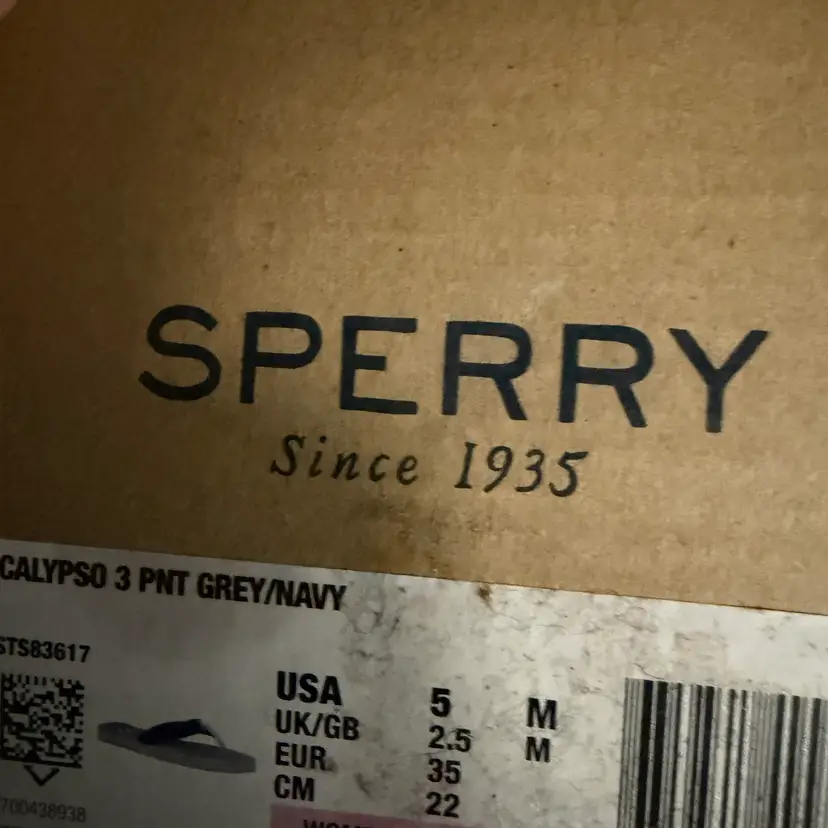 SPERRY
Since 1935
CALYPSO 3 PNT GREY/NAVY
STS83617
USA 5 M
UK/GB 2.5 M
EUR 35
CM 22
700438938